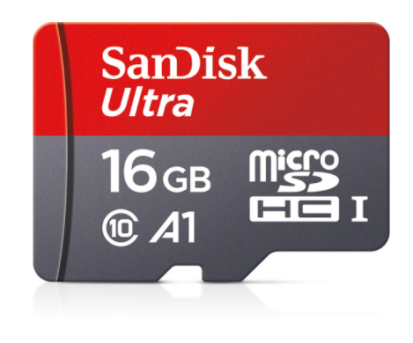 SanDisk
Ultra
16GB
micro
SD
HC I
10 A1